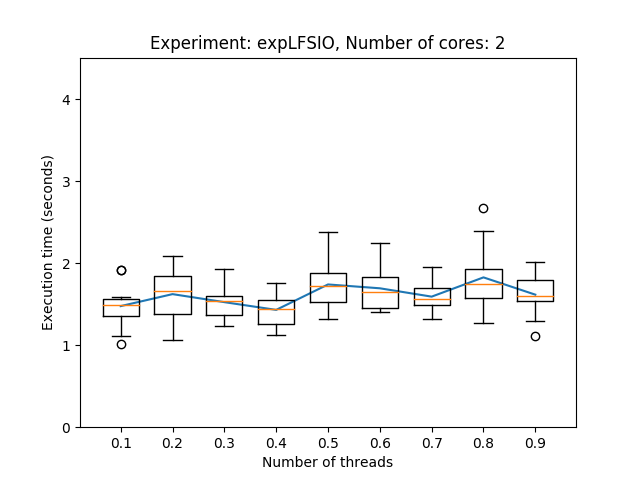 Experiment: expLFSIO, Number of cores: 2
Execution time (seconds)
4
3
2
1
0
0.1 0.2 0.3 0.4 0.5 0.6 0.7 0.8 0.9
Number of threads